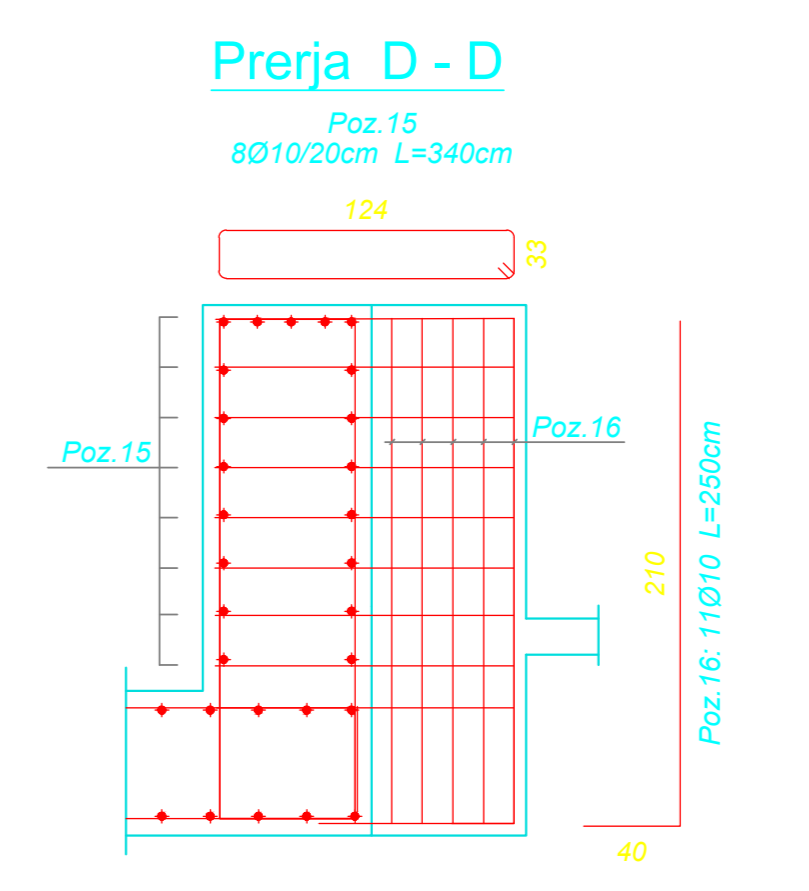 Prerja D - D
Poz.15
8Ø10/20cm L=340cm
124
33
Poz.15
Poz.16
210
Poz.16: 11Ø10 L=250cm
40